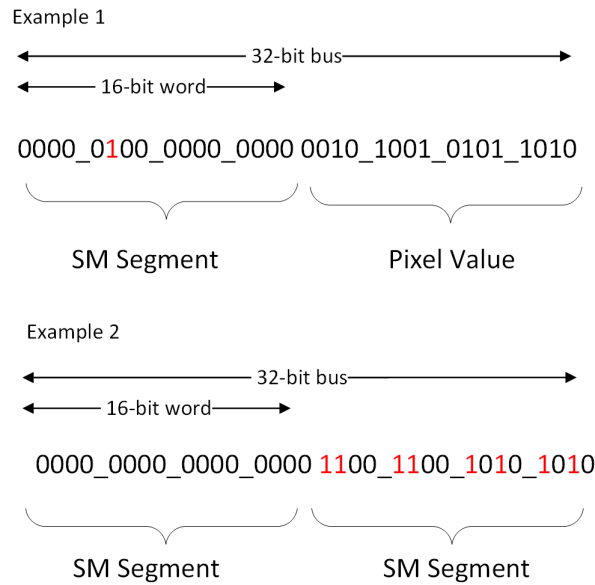 Example 1
32-bit bus
16-bit word
0000_0100_0000_0000 0010_1001_0101_1010
SM Segment Pixel Value
Example 2
32-bit bus
16-bit word
0000_0000_0000_0000 1100_1100_1010_1010
SM Segment SM Segment